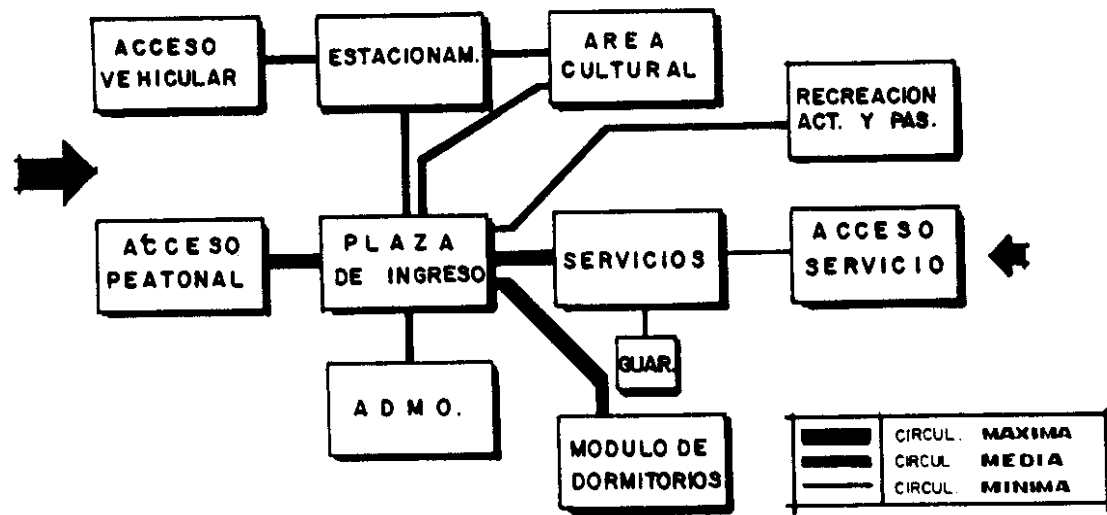 ACCESO
VEHICULAR
ESTACIONAM.
AREA
CULTURAL
RECREACION
ACT. Y PAS.
ACCESO
PEATONAL
PLAZA
DE INGRESO
SERVICIOS
ACCESO
SERVICIO
GUAR.
ADMO.
MODULO DE
DORMITORIOS
CIRCUL. MAXIMA
CIRCUL MEDIA
CIRCUL. MINIMA